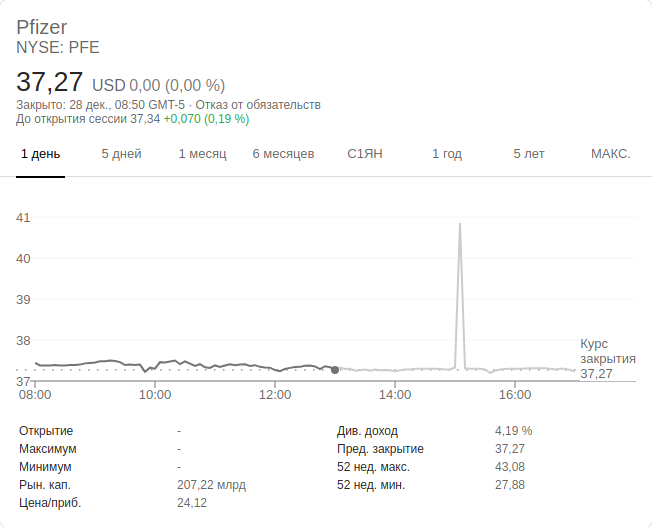 Pfizer
NYSE: PFE
37,27 USD 0,00 (0,00 %)
Закрыто: 28 дек., 08:50 GMT-5 · Отказ от обязательств
До открытия сессии 37,34 +0,070 (0,19 %)
1 день 5 дней 1 месяц 6 месяцев С1ЯН 1 год 5 лет МАКС.
41
40
39
38
37
Курс
закрытия
37,27
08:00 10:00 12:00 14:00 16:00
Открытие - Див. доход 4,19 %
Максимум - Пред. закрытие 37,27
Минимум - 52 нед. макс. 43,08
Рын. кап. 207,22 млрд 52 нед. мин. 27,88
Цена/приб. 24,12